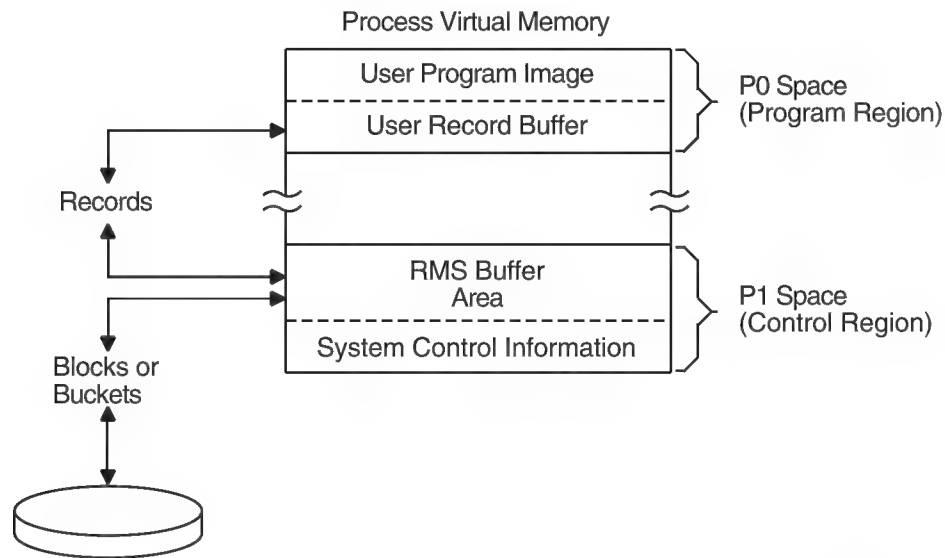 Process Virtual Memory
User Program Image
User Record Buffer
P0 Space
(Program Region)
Records
RMS Buffer
Area
System Control Information
P1 Space
(Control Region)
Blocks or
Buckets